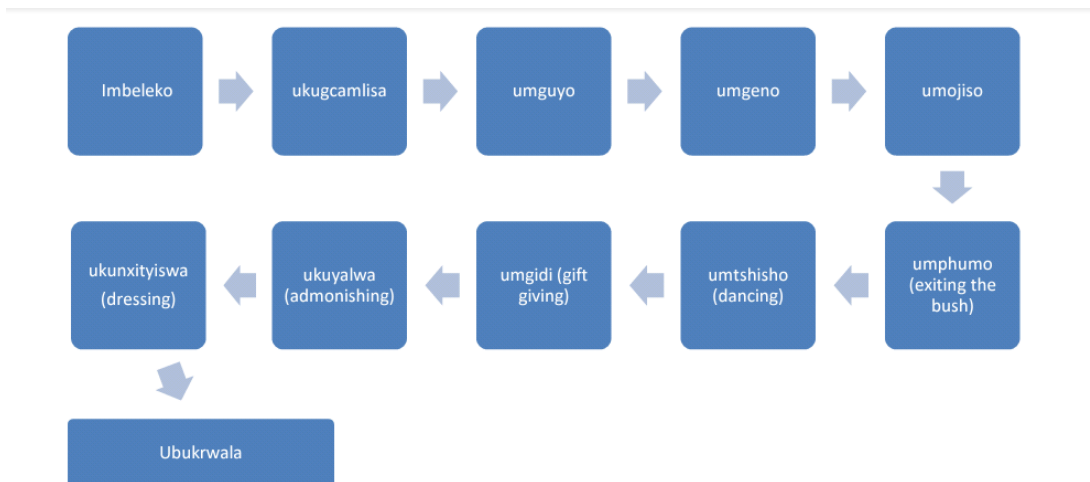 Imbeleko
ukugcamlisa
umguyo
umgeno
umojiso
umphumo
(exiting the
bush)
umtshisho
(dancing)
umgidi (gift
giving)
ukuyalwa
(admonishing)
ukunxityiswa
(dressing)
Ubukrwala